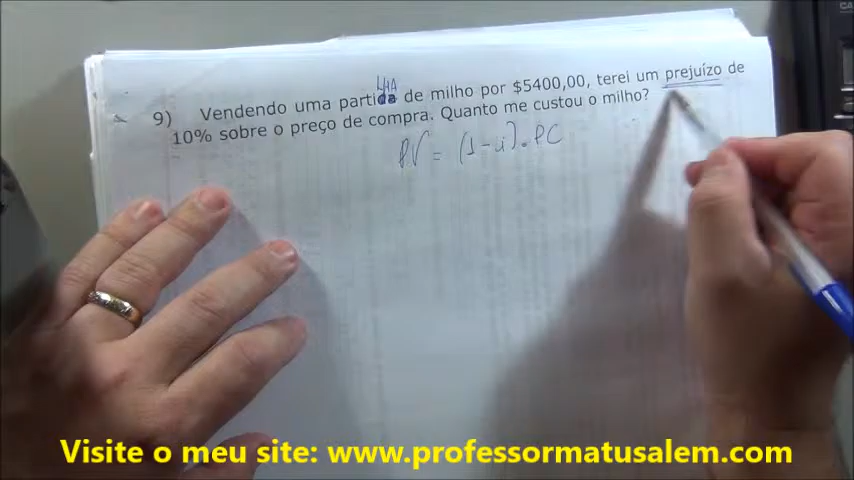 LHA
9) Vendendo uma partida de milho por $5400,00, terei um prejuízo de
10% sobre o preço de compra. Quanto me custou o milho?
PV = (1 - i). PC
Visite o meu site: www.professormatusalem.com